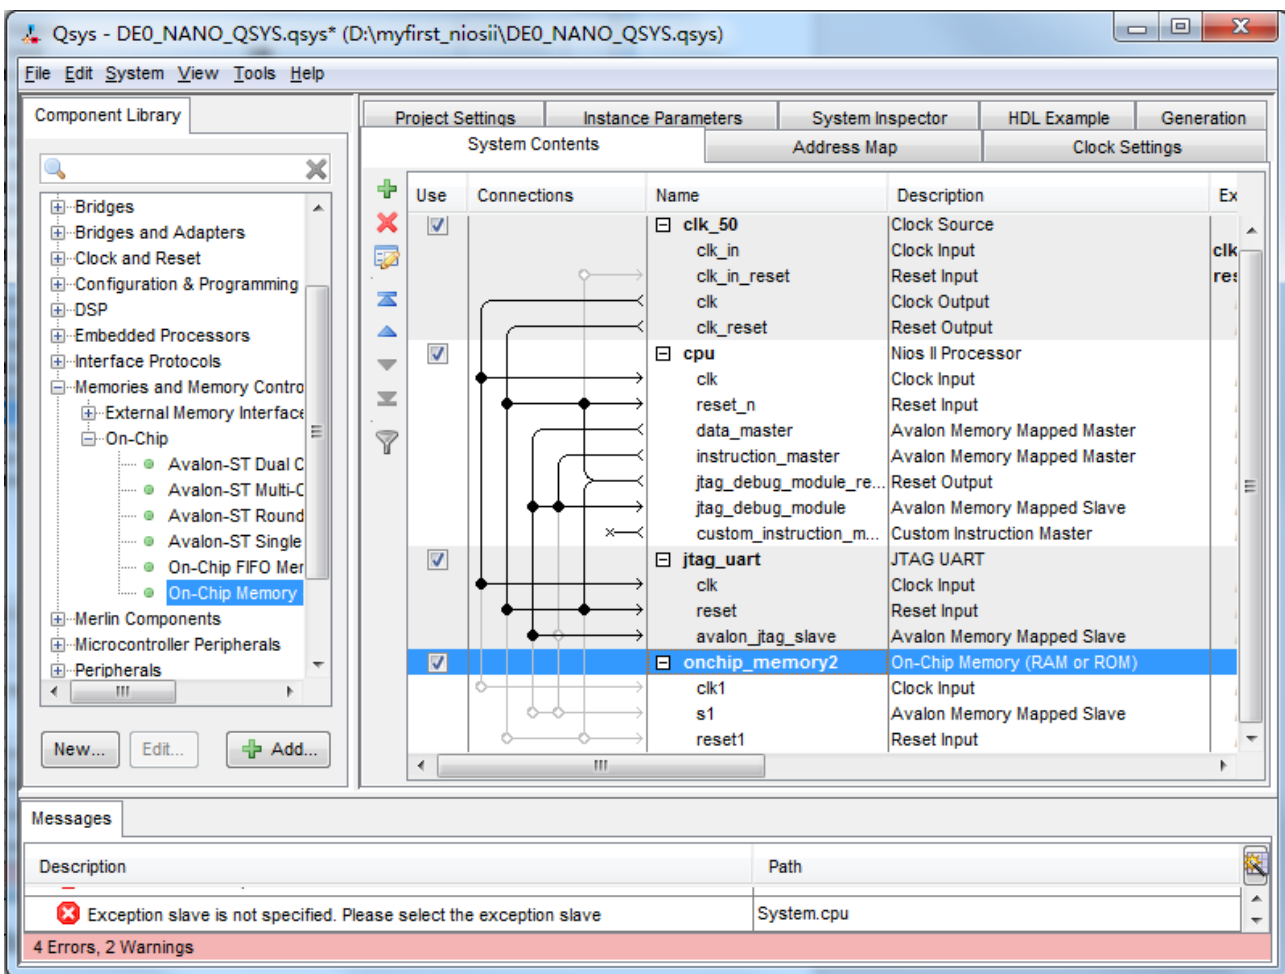 Qsys - DE0_NANO_QSYS.qsys* (D:\myfirst_niosii\DE0_NANO_QSYS.qsys)
File Edit System View Tools Help
Component Library
Bridges
Bridges and Adapters
Clock and Reset
Configuration & Programming
DSP
Embedded Processors
Interface Protocols
Memories and Memory Contro
External Memory Interface
On-Chip
Avalon-ST Dual C
Avalon-ST Multi-C
Avalon-ST Round
Avalon-ST Single
On-Chip FIFO Mer
On-Chip Memory
Merlin Components
Microcontroller Peripherals
Peripherals
New... Edit... Add...
Project Settings Instance Parameters System Inspector HDL Example Generation
System Contents Address Map Clock Settings
Use Connections Name Description Ex
clk_50 Clock Source
clk_in Clock Input clk
clk_in_reset Reset Input res
clk Clock Output
clk_reset Reset Output
cpu Nios II Processor
clk Clock Input
reset_n Reset Input
data_master Avalon Memory Mapped Master
instruction_master Avalon Memory Mapped Master
jtag_debug_module_re... Reset Output
jtag_debug_module Avalon Memory Mapped Slave
custom_instruction_m... Custom Instruction Master
jtag_uart JTAG UART
clk Clock Input
reset Reset Input
avalon_jtag_slave Avalon Memory Mapped Slave
onchip_memory2 On-Chip Memory (RAM or ROM)
clk1 Clock Input
s1 Avalon Memory Mapped Slave
reset1 Reset Input
Messages
Description Path
Exception slave is not specified. Please select the exception slave System.cpu
4 Errors, 2 Warnings